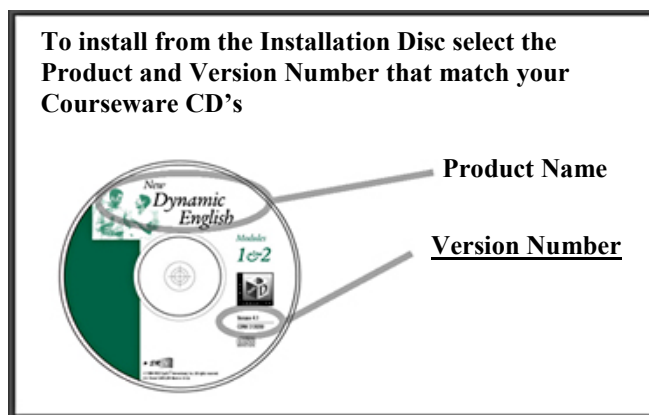 To install from the Installation Disc select the
Product and Version Number that match your
Courseware CD’s
Product Name
New
Dynamic
English
Modules
1&2
Version Number